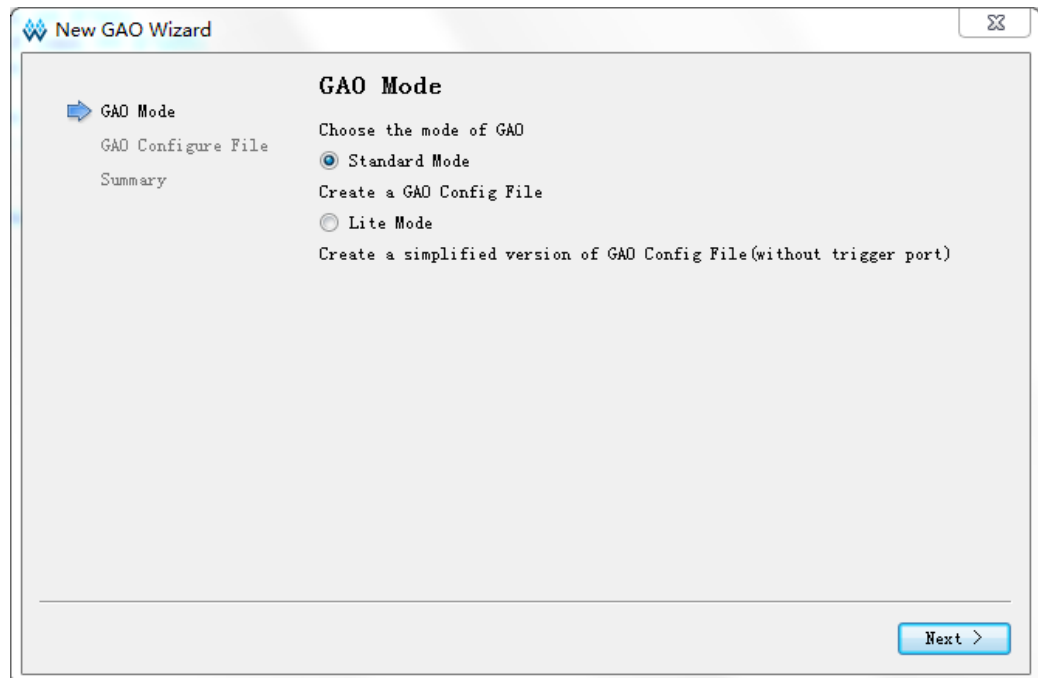 New GAO Wizard
GAO Mode
GAO Configure File
Summary
GAO Mode
Choose the mode of GAO
Standard Mode
Create a GAO Config File
Lite Mode
Create a simplified version of GAO Config File(without trigger port)
Next >